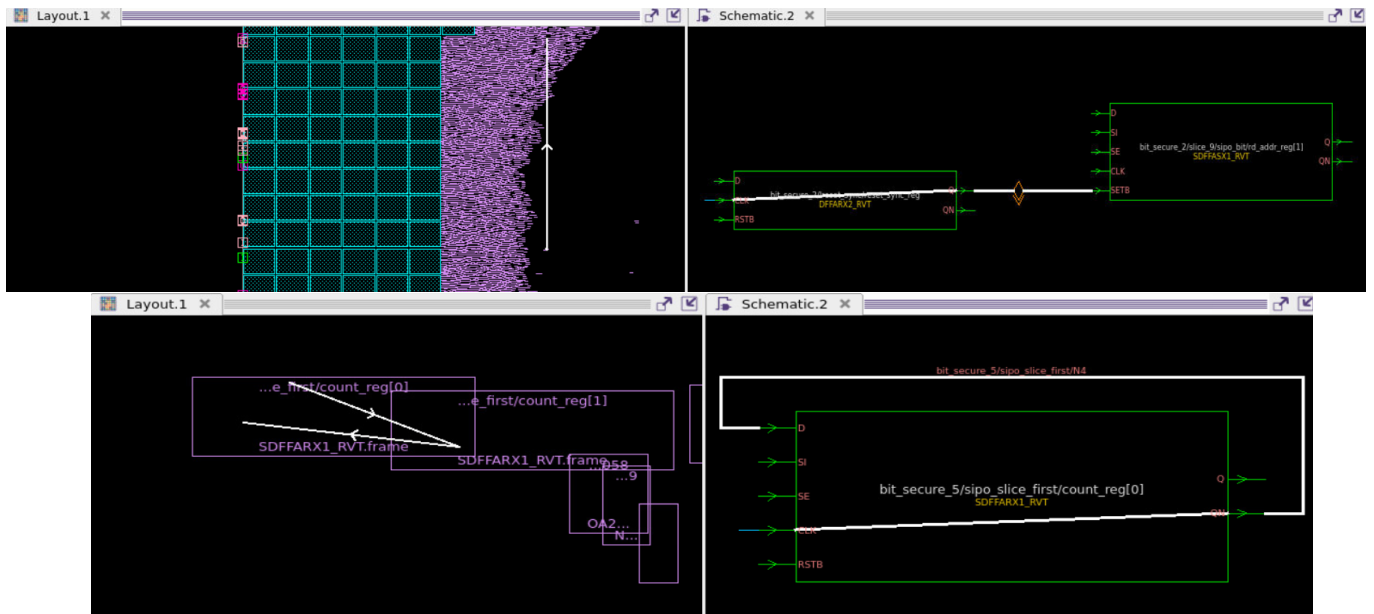 Layout.1
Schematic.2
D
SI
SE
CLK
SETB
Q
QN
bit_secure_2/slice_9/sipo_bit/rd_addr_reg[1]
SDFFASX1_RVT
D
CLK
RSTB
Q
QN
DFFARX2_RVT
Layout.1
Schematic.2
...e_first/count_reg[0]
SDFFARX1_RVT.frame
...e_first/count_reg[1]
SDFFARX1_RVT.frame
...058
...9
OA2...
N...
bit_secure_5/sipo_slice_first/N4
D
SI
SE
CLK
RSTB
Q
QN
bit_secure_5/sipo_slice_first/count_reg[0]
SDFFARX1_RVT